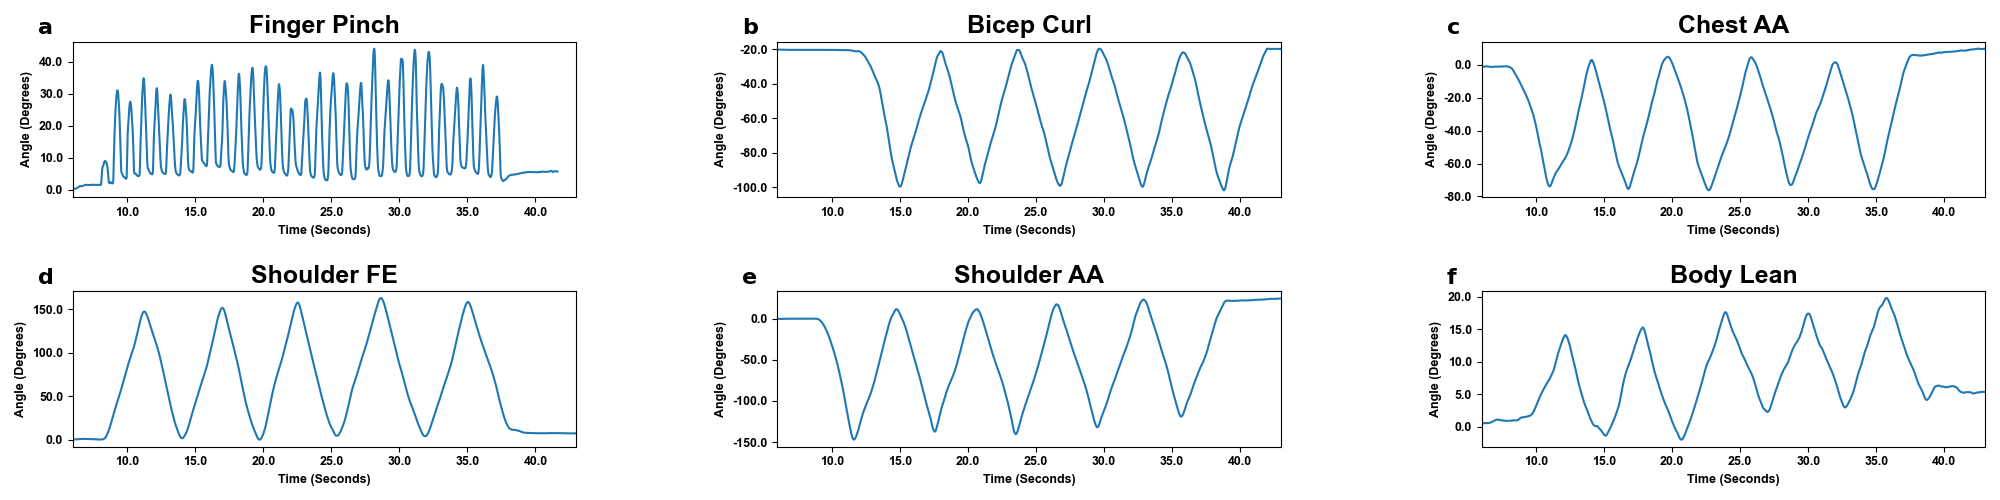 a Finger Pinch
40.0
30.0
20.0
10.0
0.0
Angle (Degrees)
10.0 15.0 20.0 25.0 30.0 35.0 40.0
Time (Seconds)
b Bicep Curl
-20.0
-40.0
-60.0
-80.0
-100.0
Angle (Degrees)
10.0 15.0 20.0 25.0 30.0 35.0 40.0
Time (Seconds)
c Chest AA
0.0
-20.0
-40.0
-60.0
-80.0
Angle (Degrees)
10.0 15.0 20.0 25.0 30.0 35.0 40.0
Time (Seconds)
d Shoulder FE
150.0
100.0
50.0
0.0
Angle (Degrees)
10.0 15.0 20.0 25.0 30.0 35.0 40.0
Time (Seconds)
e Shoulder AA
0.0
-50.0
-100.0
-150.0
Angle (Degrees)
10.0 15.0 20.0 25.0 30.0 35.0 40.0
Time (Seconds)
f Body Lean
20.0
15.0
10.0
5.0
0.0
Angle (Degrees)
10.0 15.0 20.0 25.0 30.0 35.0 40.0
Time (Seconds)